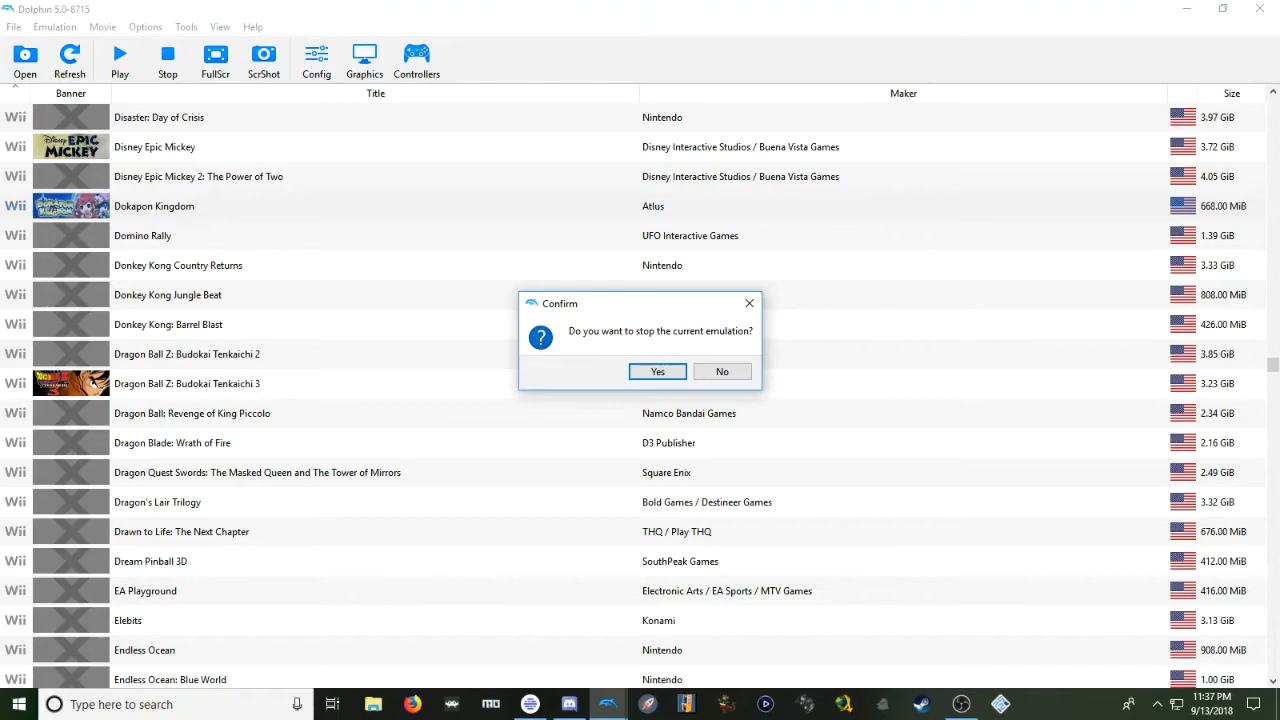 Dolphin 5.0-8715
File Emulation Movie Options Tools View Help
Open Refresh Play Stop FullScr ScrShot Config Graphics Controllers
Banner Title Maker Size
Wii Disaster: Day of Crisis Nintendo 3.97 GiB
Wii Disney EPIC MICKEY Disney Epic Mickey Disney Interactive Studios / Buena Vista Games 3.72 GiB
Wii Disney Epic Mickey 2: The Power of Two Disney Interactive Studios / Buena Vista Games 4.05 GiB
Wii DOKAPON KINGDOM Dokapon Kingdom Atlus 668.00 MiB
Wii Domino Rally UFO Interactive Games 1.39 GiB
Wii Donkey Kong Country Returns Nintendo 3.33 GiB
Wii Donkey Kong Jungle Beat 808.00 MiB
Wii Donkey Kong: Barrel Blast 426.00 MiB
Wii Dragon Ball Z: Budokai Tenkaichi 2
Wii Dragon Ball Z: Budokai Tenkaichi 3 3.23 GiB
Wii Dragon Ball: Revenge of King Piccolo Namco Bandai Games 2.34 GiB
Wii Dragon Blade: Wrath of Fire D3 Publisher 2.16 GiB
Wii Dragon Quest Swords: The Masked Queen and The Tower of Mirrors Square Enix 2.49 GiB
Wii Dragon's Lair Trilogy Bold Games / Destineer Games 3.32 GiB
Wii Drawn to Life: The Next Chapter THQ / Play THQ 678.00 MiB
Wii Dream Pinball 3D SouthPeak Games 412.00 MiB
Wii EA Playground Electronic Arts / EA Sports / MTV Games 416.00 MiB
Wii Elebits Konami 3.13 GiB
Wii Endless Ocean Nintendo 908.00 MiB
Wii Endless Ocean: Blue World Nintendo 1.00 GiB
Confirm
Do you want to stop the current emulation?
Yes No
Type here to search
11:37 PM
9/13/2018